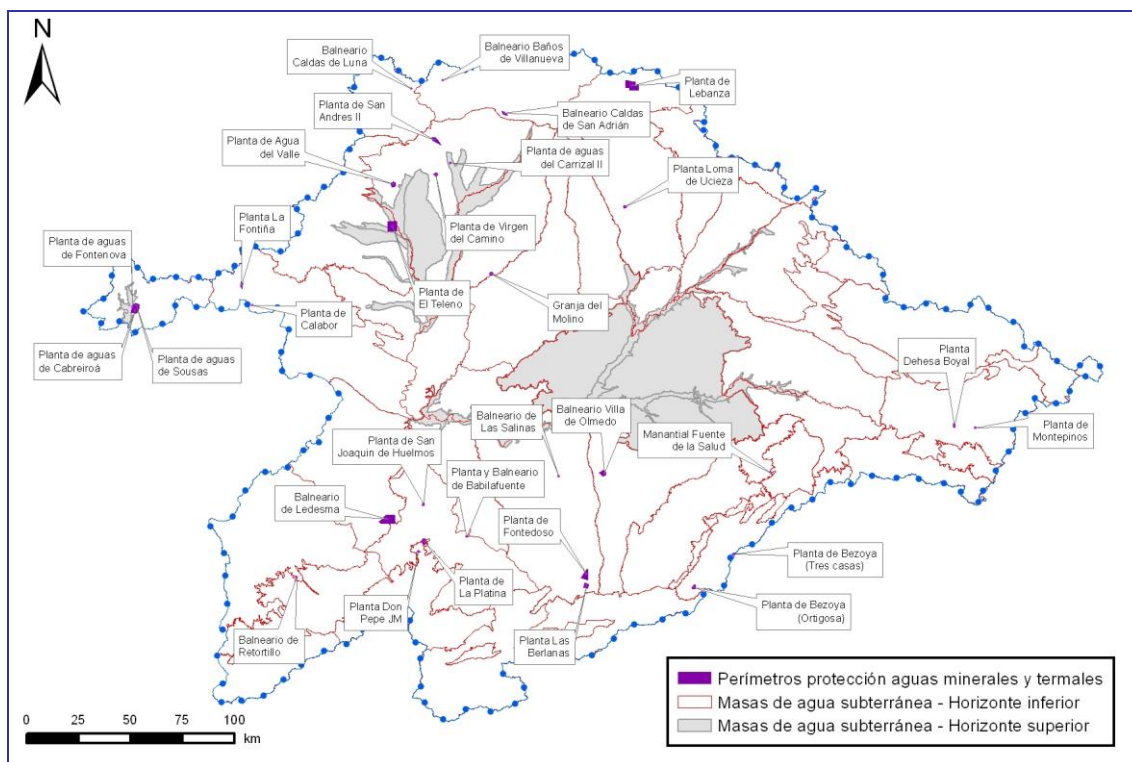 N
Balneario
Caldas de Luna
Balneario Baños
de Villanueva
Planta de
Lebanza
Planta de San
Andres II
Balneario Caldas
de San Adrián
Planta de Agua
del Valle
Planta de aguas
del Carrizal II
Planta Loma
de Ucieza
Planta La
Fontiña
Planta de Virgen
del Camino
Planta de aguas
de Fontenova
Planta de
El Teleno
Granja del
Molino
Planta de
Calabor
Planta de aguas
de Cabreiroá
Planta de aguas
de Sousas
Planta
Dehesa Boyal
Planta de
Montepinos
Balneario de
Las Salinas
Balneario Villa
de Olmedo
Manantial Fuente
de la Salud
Planta de San
Joaquin de Huelmos
Planta y Balneario
de Babilafuente
Balneario
de Ledesma
Planta de
Fontedoso
Planta de Bezoya
(Tres casas)
Planta de
La Platina
Planta de Bezoya
(Ortigosa)
Planta Don
Pepe JM
Planta Las
Berlanas
Balneario de
Retortillo
Perímetros protección aguas minerales y termales
Masas de agua subterránea - Horizonte inferior
Masas de agua subterránea - Horizonte superior
0 25 50 75 100
km